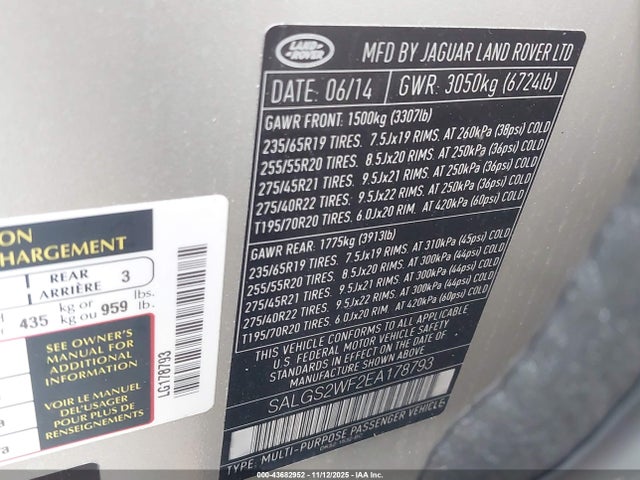 LAND ROVER
MFD BY JAGUAR LAND ROVER LTD
DATE: 06/14 GWR: 3050kg (6724lb)
GAWR FRONT: 1500kg (3307lb)
235/65R19 TIRES. 7.5Jx19 RIMS. AT 260kPa (38psi) COLD
255/55R20 TIRES. 8.5Jx20 RIMS. AT 250kPa (36psi) COLD
275/45R21 TIRES. 9.5Jx21 RIMS. AT 250kPa (36psi) COLD
275/40R22 TIRES. 9.5Jx22 RIMS. AT 250kPa (36psi) COLD
T195/70R20 TIRES. 6.0Jx20 RIM. AT 420kPa (60psi) COLD
GAWR REAR: 1775kg (3913lb)
235/65R19 TIRES. 7.5Jx19 RIMS. AT 310kPa (45psi) COLD
255/55R20 TIRES. 8.5Jx20 RIMS. AT 300kPa (44psi) COLD
275/45R21 TIRES. 9.5Jx21 RIMS. AT 300kPa (44psi) COLD
275/40R22 TIRES. 9.5Jx22 RIMS. AT 300kPa (44psi) COLD
T195/70R20 TIRES. 6.0Jx20 RIM. AT 420kPa (60psi) COLD
THIS VEHICLE CONFORMS TO ALL APPLICABLE
U.S. FEDERAL MOTOR VEHICLE SAFETY
STANDARDS IN EFFECT ON THE DATE OF
MANUFACTURE SHOWN ABOVE.
SALGS2WF2EA178793
TYPE: MULTI-PURPOSE PASSENGER VEHICLE
ON
CHARGEMENT
REAR
ARRIÈRE 3
435 kg or kg ou 959 lbs. lb.
SEE OWNER'S
MANUAL FOR
ADDITIONAL
INFORMATION
VOIR LE MANUEL
DE L'USAGER
POUR PLUS DE
RENSEIGNEMENTS
LG178793
#000-43682952 - 11/12/2025 - IAAI.COM